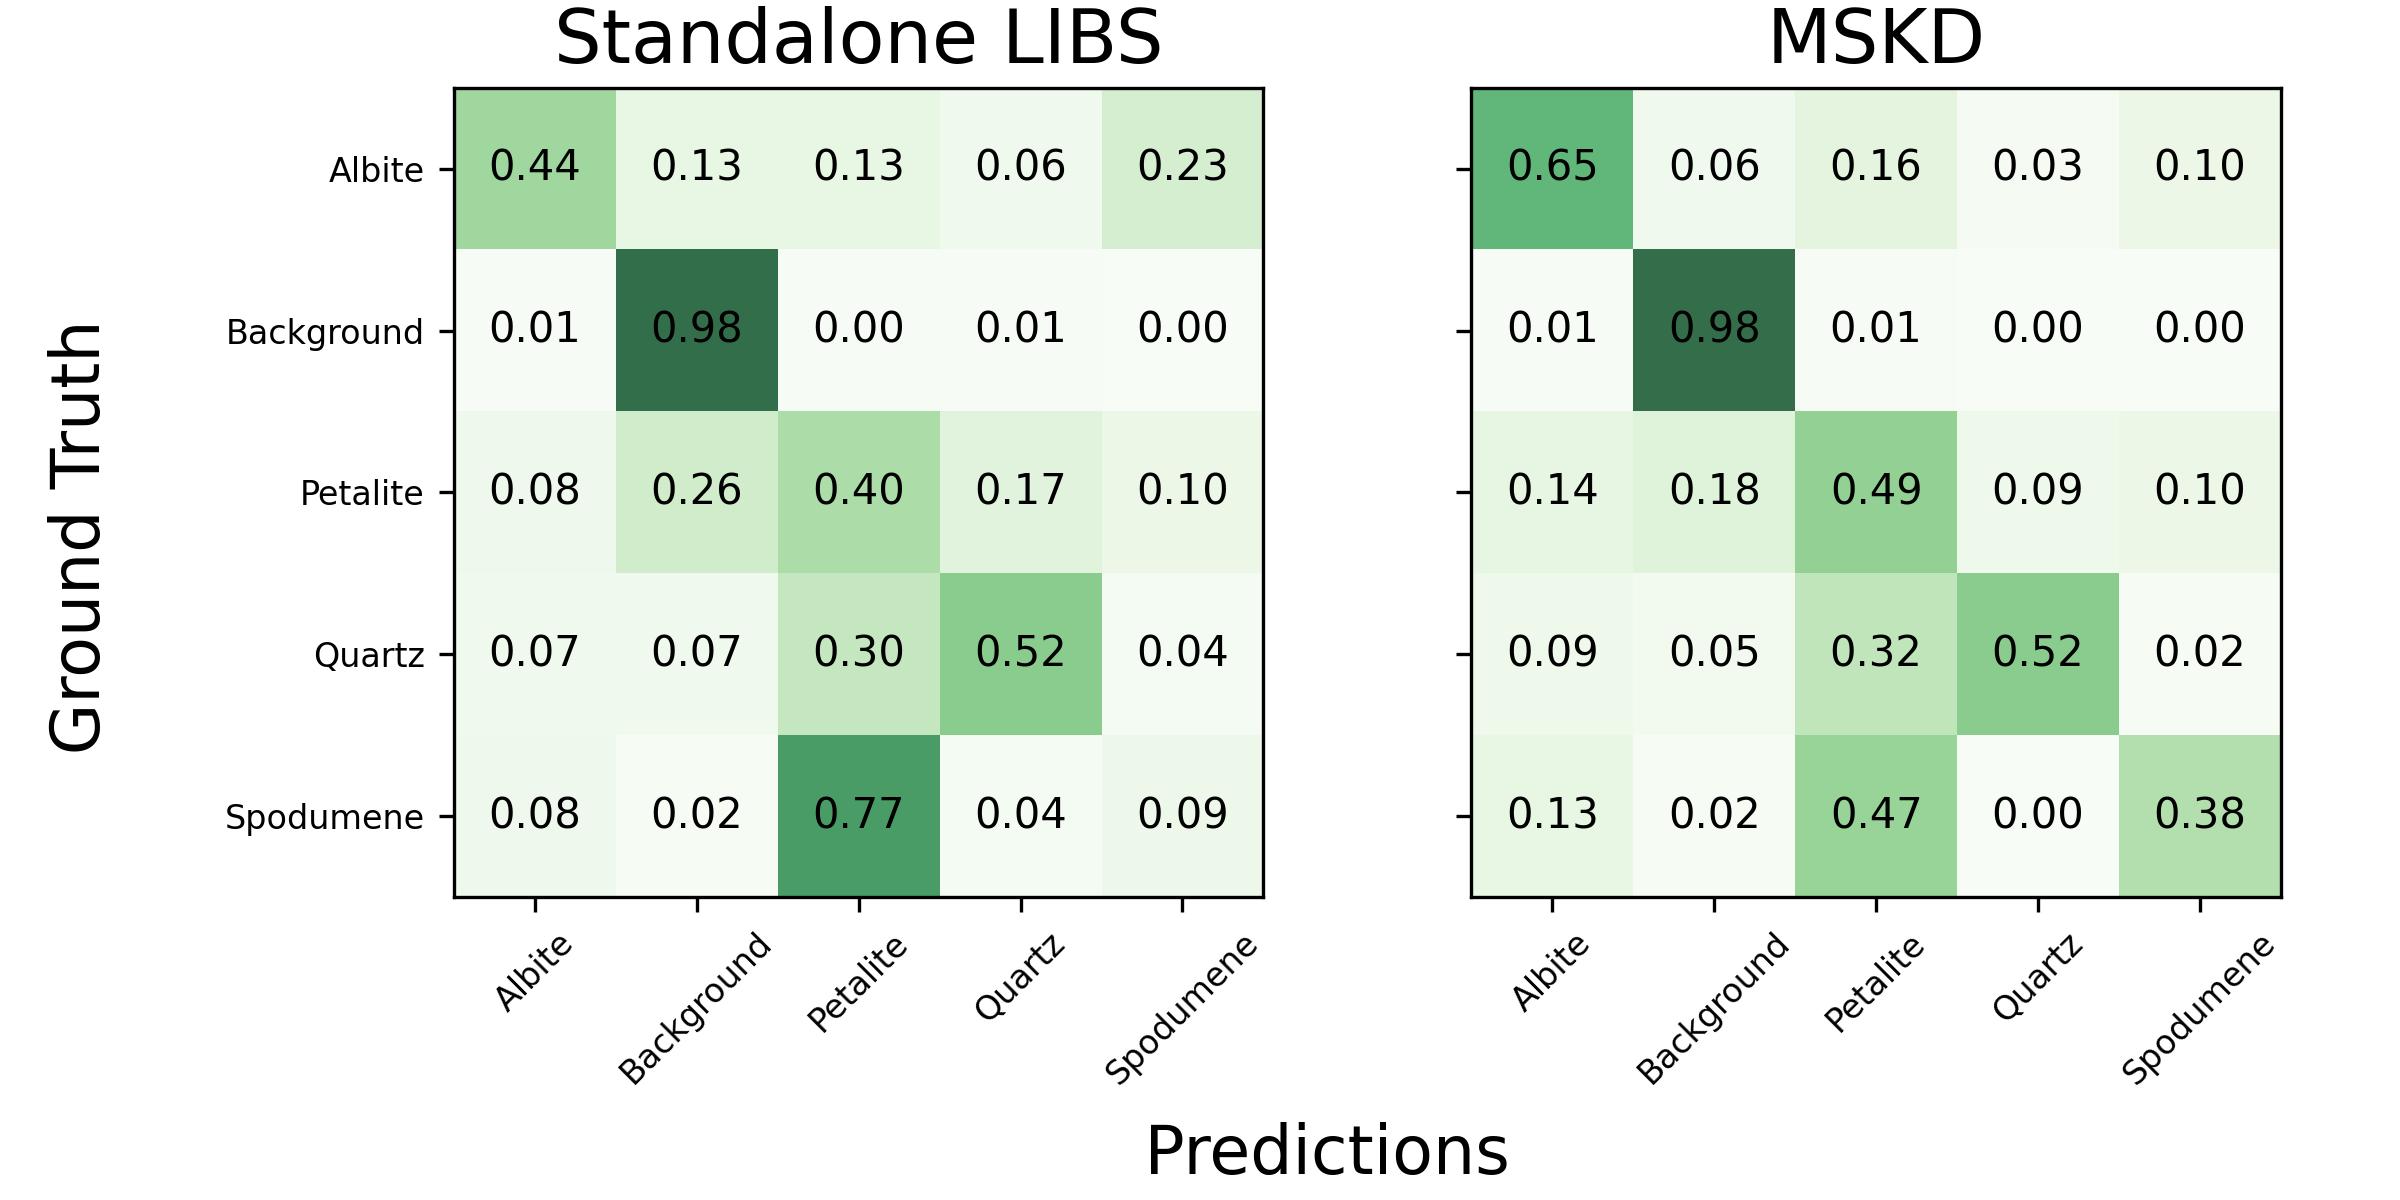 Standalone LIBS
MSKD
Ground Truth
Albite 0.44 0.13 0.13 0.06 0.23 0.65 0.06 0.16 0.03 0.10
Background 0.01 0.98 0.00 0.01 0.00 0.01 0.98 0.01 0.00 0.00
Petalite 0.08 0.26 0.40 0.17 0.10 0.14 0.18 0.49 0.09 0.10
Quartz 0.07 0.07 0.30 0.52 0.04 0.09 0.05 0.32 0.52 0.02
Spodumene 0.08 0.02 0.77 0.04 0.09 0.13 0.02 0.47 0.00 0.38
Albite Background Petalite Quartz Spodumene Albite Background Petalite Quartz Spodumene
Predictions